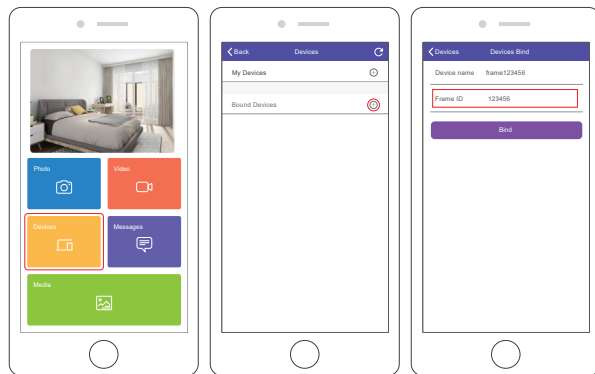 Photo
Video
Devices
Messages
Media
Back Devices
My Devices
Bound Devices
Devices Devices Bind
Device name frame123456
Frame ID 123456
Bind